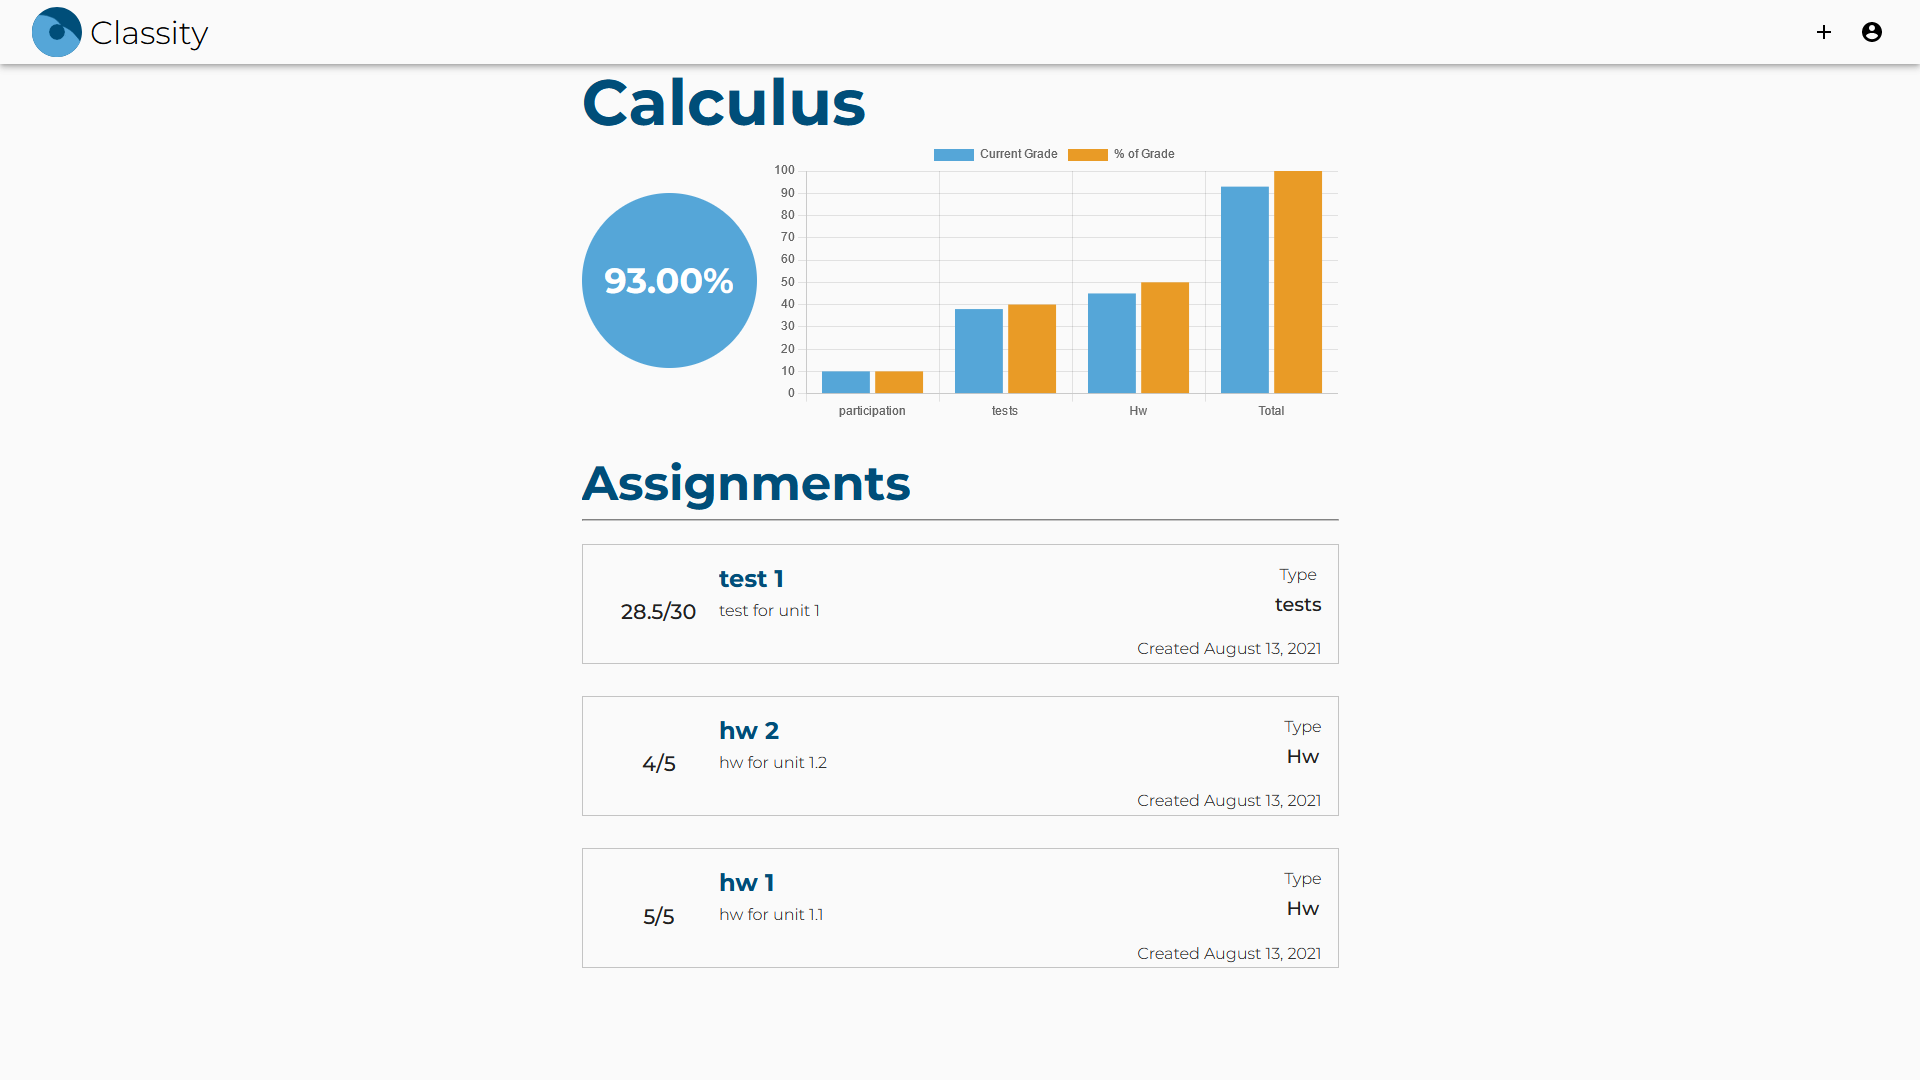 Classity
Calculus
Current Grade % of Grade
100
90
80
70
60
50
40
30
20
10
0
participation tests Hw Total
93.00%
Assignments
test 1
28.5/30
test for unit 1
Type
tests
Created August 13, 2021
hw 2
4/5
hw for unit 1.2
Type
Hw
Created August 13, 2021
hw 1
5/5
hw for unit 1.1
Type
Hw
Created August 13, 2021